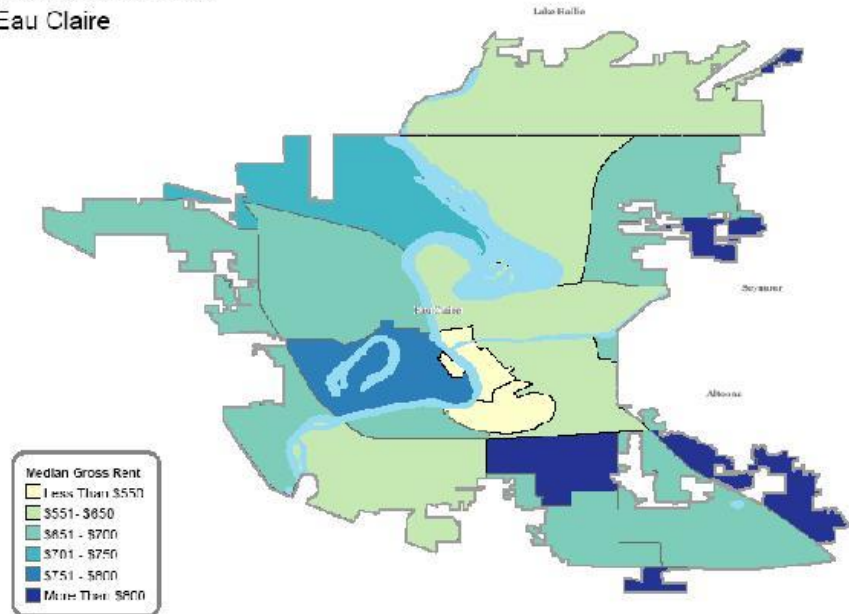 Eau Claire
Lake Hallie
Eau Claire
Seymour
Altoona
Median Gross Rent
Less Than $550
$551- $650
$651 - $700
$701 - $750
$751 - $800
More Than $800